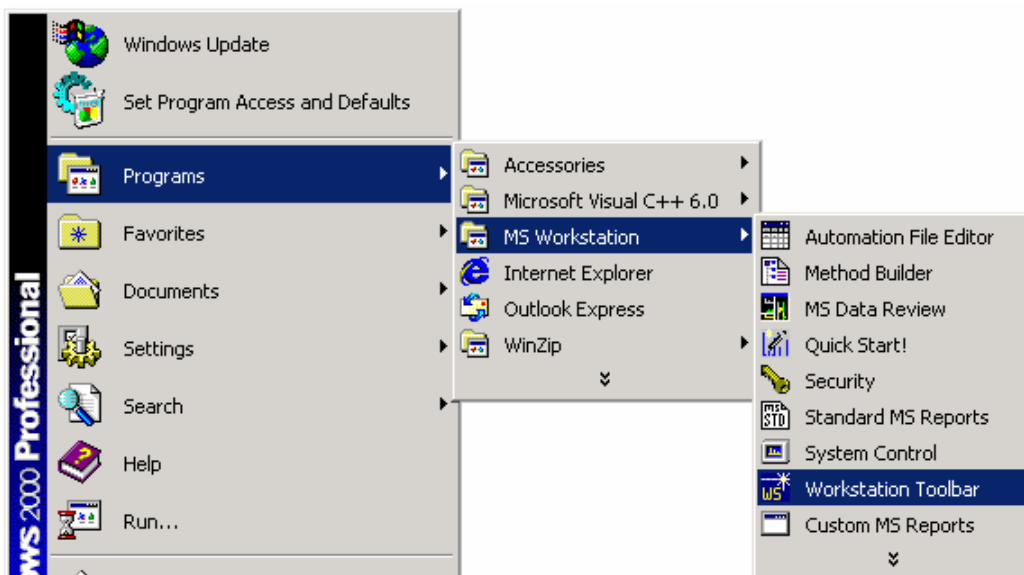 Windows Update
Set Program Access and Defaults
Programs
Favorites
Documents
Settings
Search
Help
Run...
ows 2000 Professional
Accessories
Microsoft Visual C++ 6.0
MS Workstation
Internet Explorer
Outlook Express
WinZip
Automation File Editor
Method Builder
MS Data Review
Quick Start!
Security
Standard MS Reports
System Control
Workstation Toolbar
Custom MS Reports